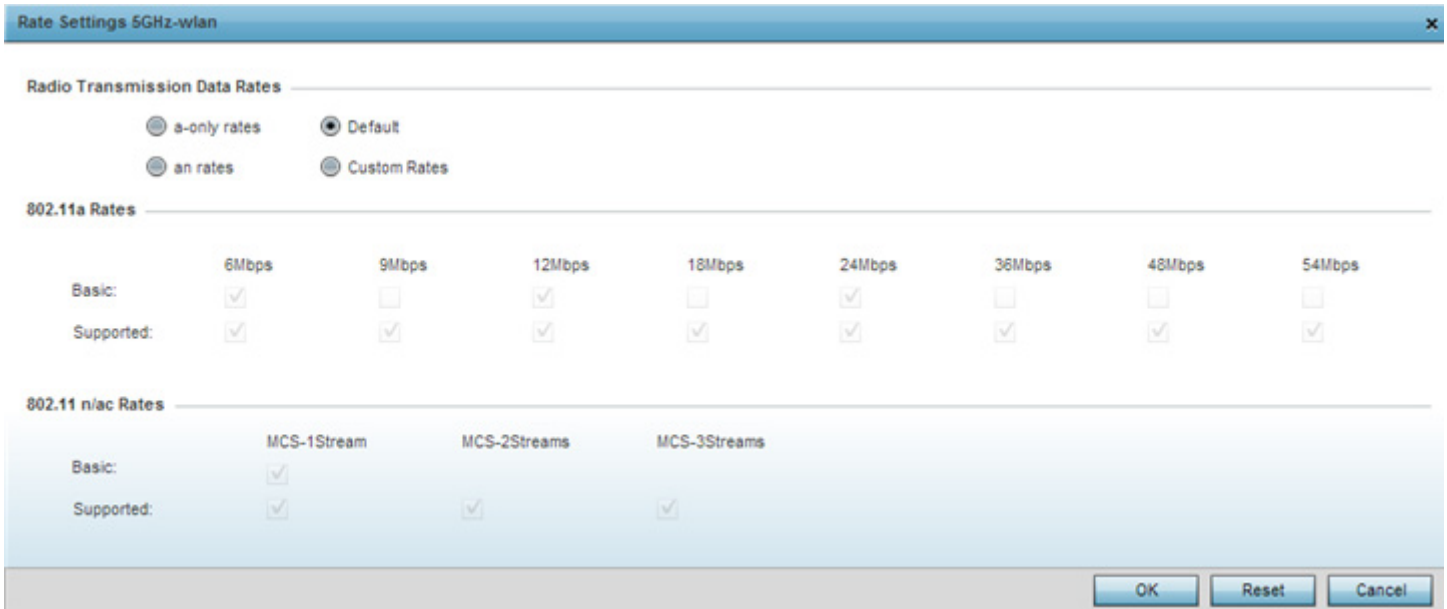 Rate Settings 5GHz-wlan
Radio Transmission Data Rates
a-only rates Default
an rates Custom Rates
802.11a Rates
6Mbps 9Mbps 12Mbps 18Mbps 24Mbps 36Mbps 48Mbps 54Mbps
Basic:
Supported:
802.11 n/ac Rates
MCS-1Stream MCS-2Streams MCS-3Streams
Basic:
Supported:
OK Reset Cancel